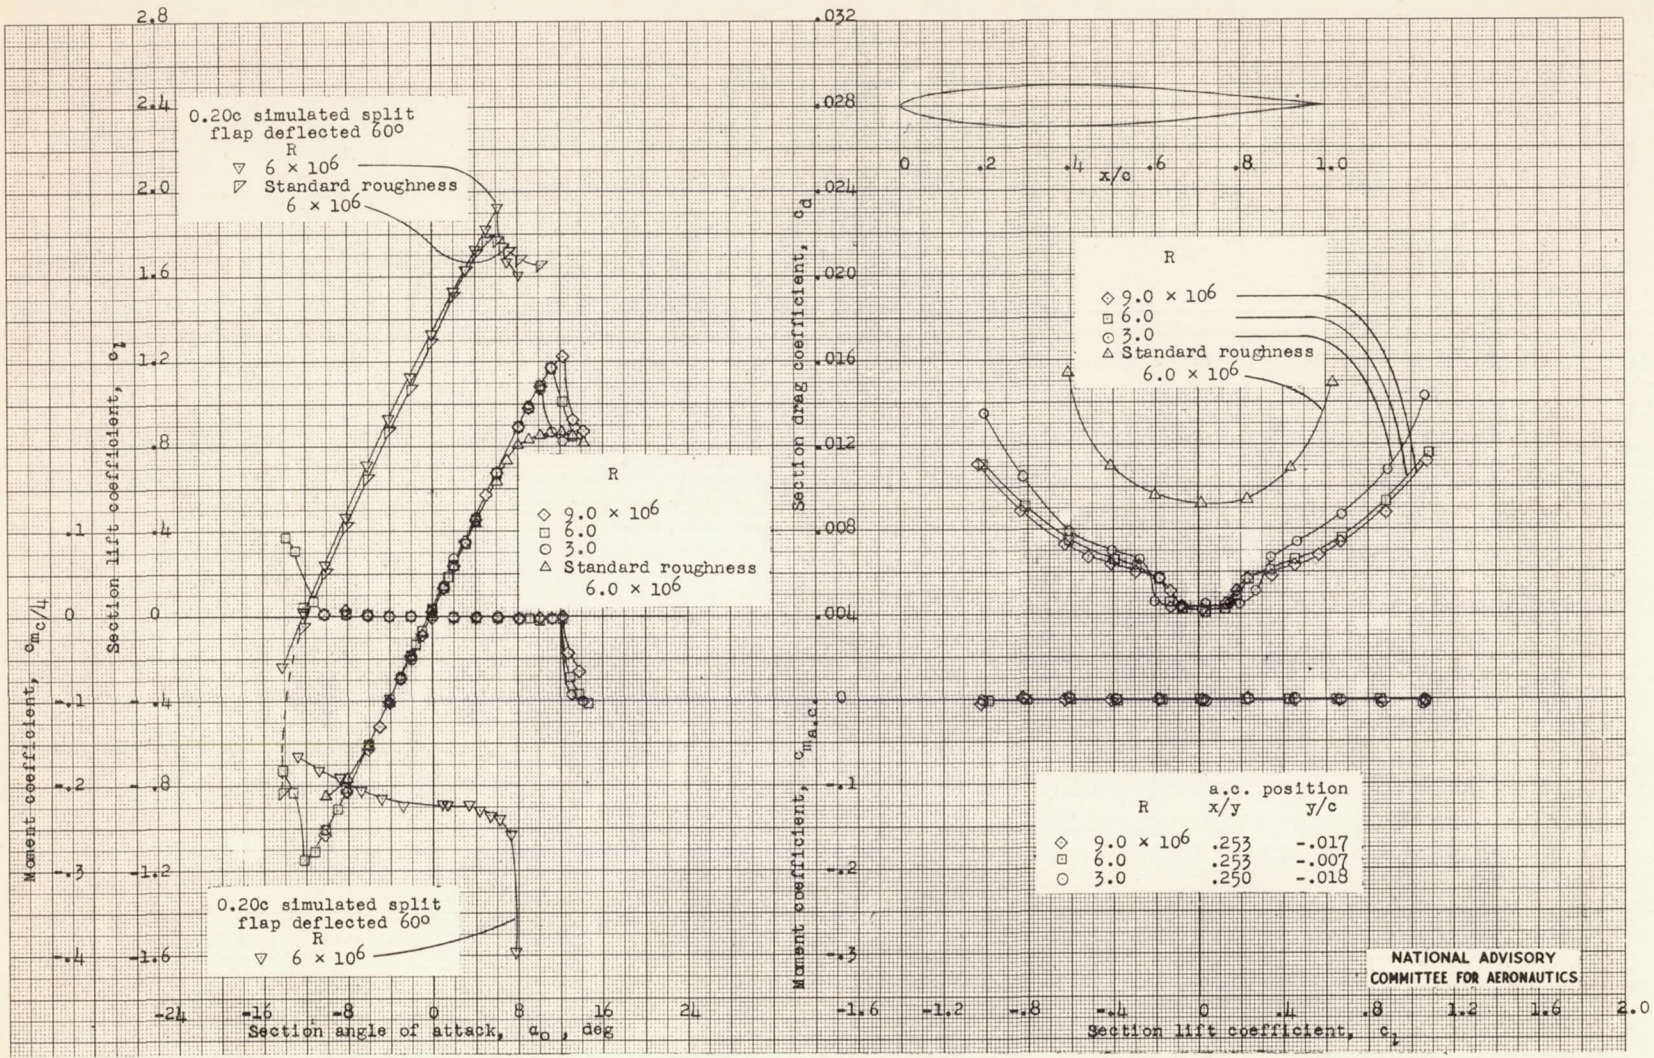 2.8
2.4
2.0
1.6
1.2
.8
.4
0
-.4
-.8
-1.2
-1.6
.1
0
-.1
-.2
-.3
-.4
Moment coefficient, c_m_c/4
Section lift coefficient, c_l
0.20c simulated split
flap deflected 60°
R
▽ 6 × 10⁶
Standard roughness
6 × 10⁶
R
◇ 9.0 × 10⁶
□ 6.0
○ 3.0
△ Standard roughness
6.0 × 10⁶
0.20c simulated split
flap deflected 60°
R
▽ 6 × 10⁶
-24 -16 -8 0 8 16 24
Section angle of attack, α_o, deg
.032
.028
.024
.020
.016
.012
.008
.004
0
-.1
-.2
-.3
Section drag coefficient, c_d
Moment coefficient, c_m_a.c.
0 .2 .4 .6 .8 1.0
x/c
R
◇ 9.0 × 10⁶
□ 6.0
○ 3.0
△ Standard roughness
6.0 × 10⁶
a.c. position
R x/y y/c
◇ 9.0 × 10⁶ .253 -.017
□ 6.0 .253 -.007
○ 3.0 .250 -.018
NATIONAL ADVISORY
COMMITTEE FOR AERONAUTICS
-1.6 -1.2 -.8 -.4 0 .4 .8 1.2 1.6 2.0
Section lift coefficient, c_l